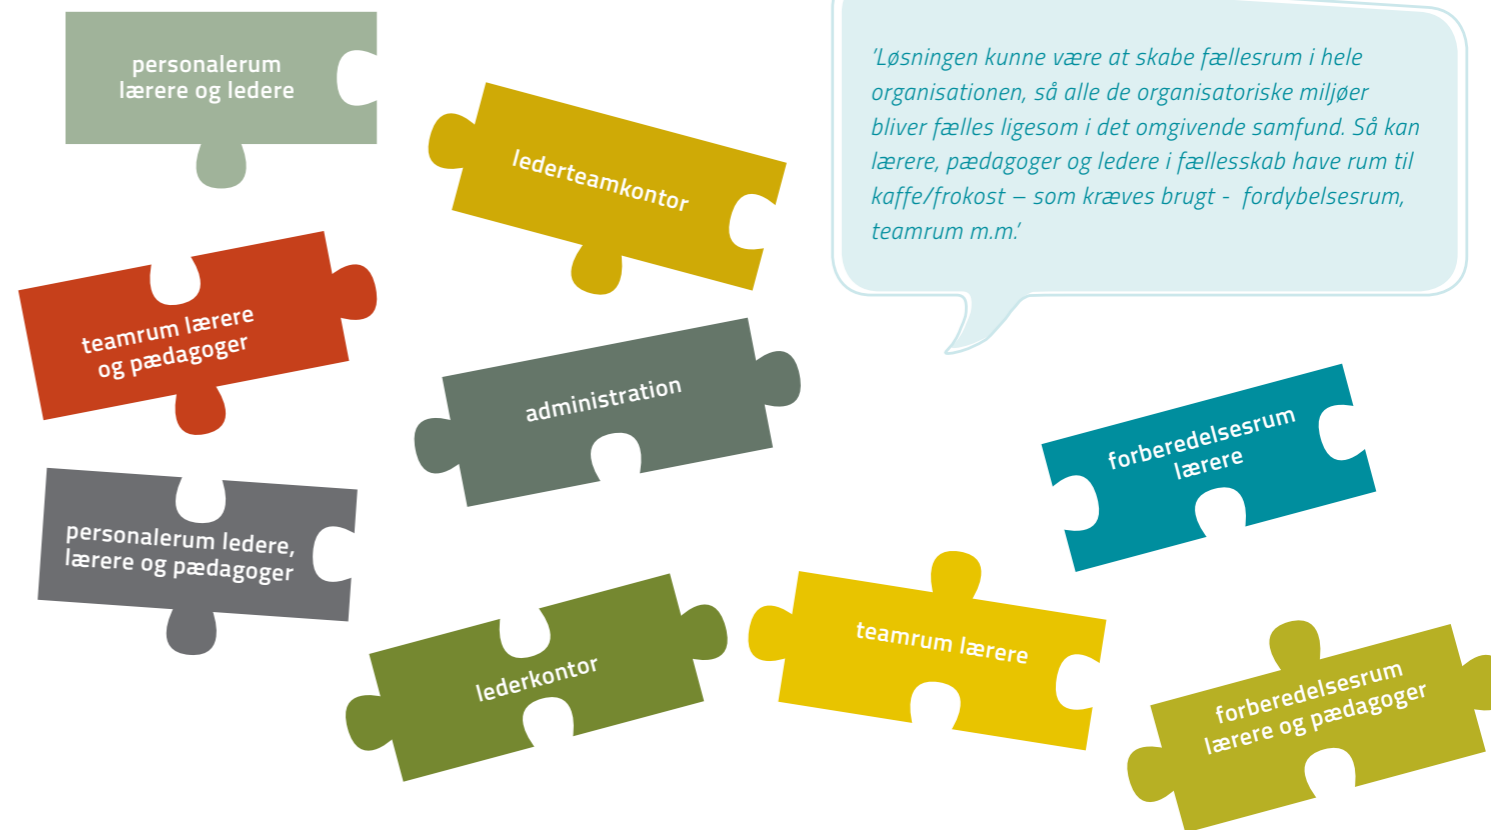 personalerum
lærere og ledere
lederteamkontor
'Løsningen kunne være at skabe fællesrum i hele
organisationen, så alle de organisatoriske miljøer
bliver fælles ligesom i det omgivende samfund. Så kan
lærere, pædagoger og ledere i fællesskab have rum til
kaffe/frokost – som kræves brugt - fordybelsesrum,
teamrum m.m.'
teamrum lærere
og pædagoger
administration
forberedelsesrum
lærere
personalerum ledere,
lærere og pædagoger
lederkontor
teamrum lærere
forberedelsesrum
lærere og pædagoger